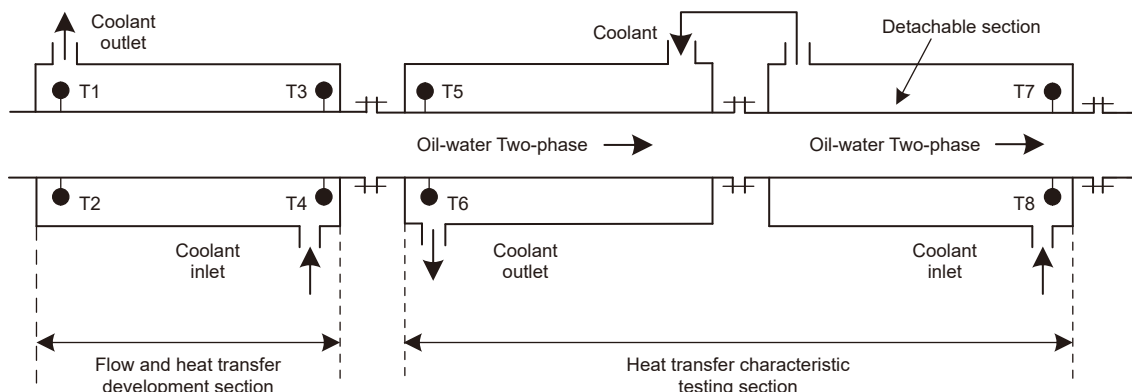 Coolant
outlet
Coolant
Detachable section
T1
T3
T5
T7
Oil-water Two-phase
Oil-water Two-phase
T2
T4
T6
T8
Coolant
inlet
Coolant
outlet
Coolant
inlet
Flow and heat transfer
development section
Heat transfer characteristic
testing section